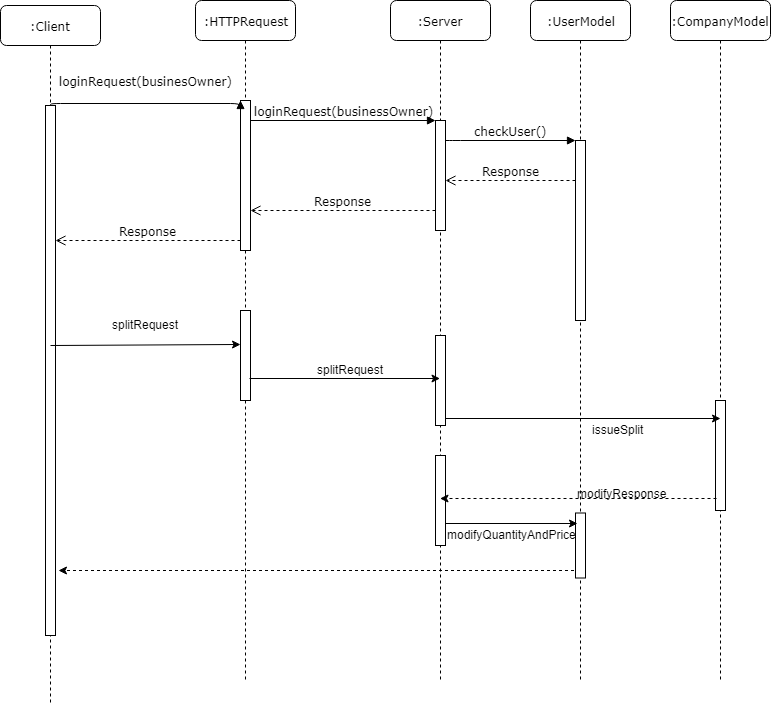 :Client
:HTTPRequest
:Server
:UserModel
:CompanyModel
loginRequest(businesOwner)
loginRequest(businessOwner)
checkUser()
Response
Response
Response
splitRequest
splitRequest
issueSplit
modifyResponse
modifyQuantityAndPrice